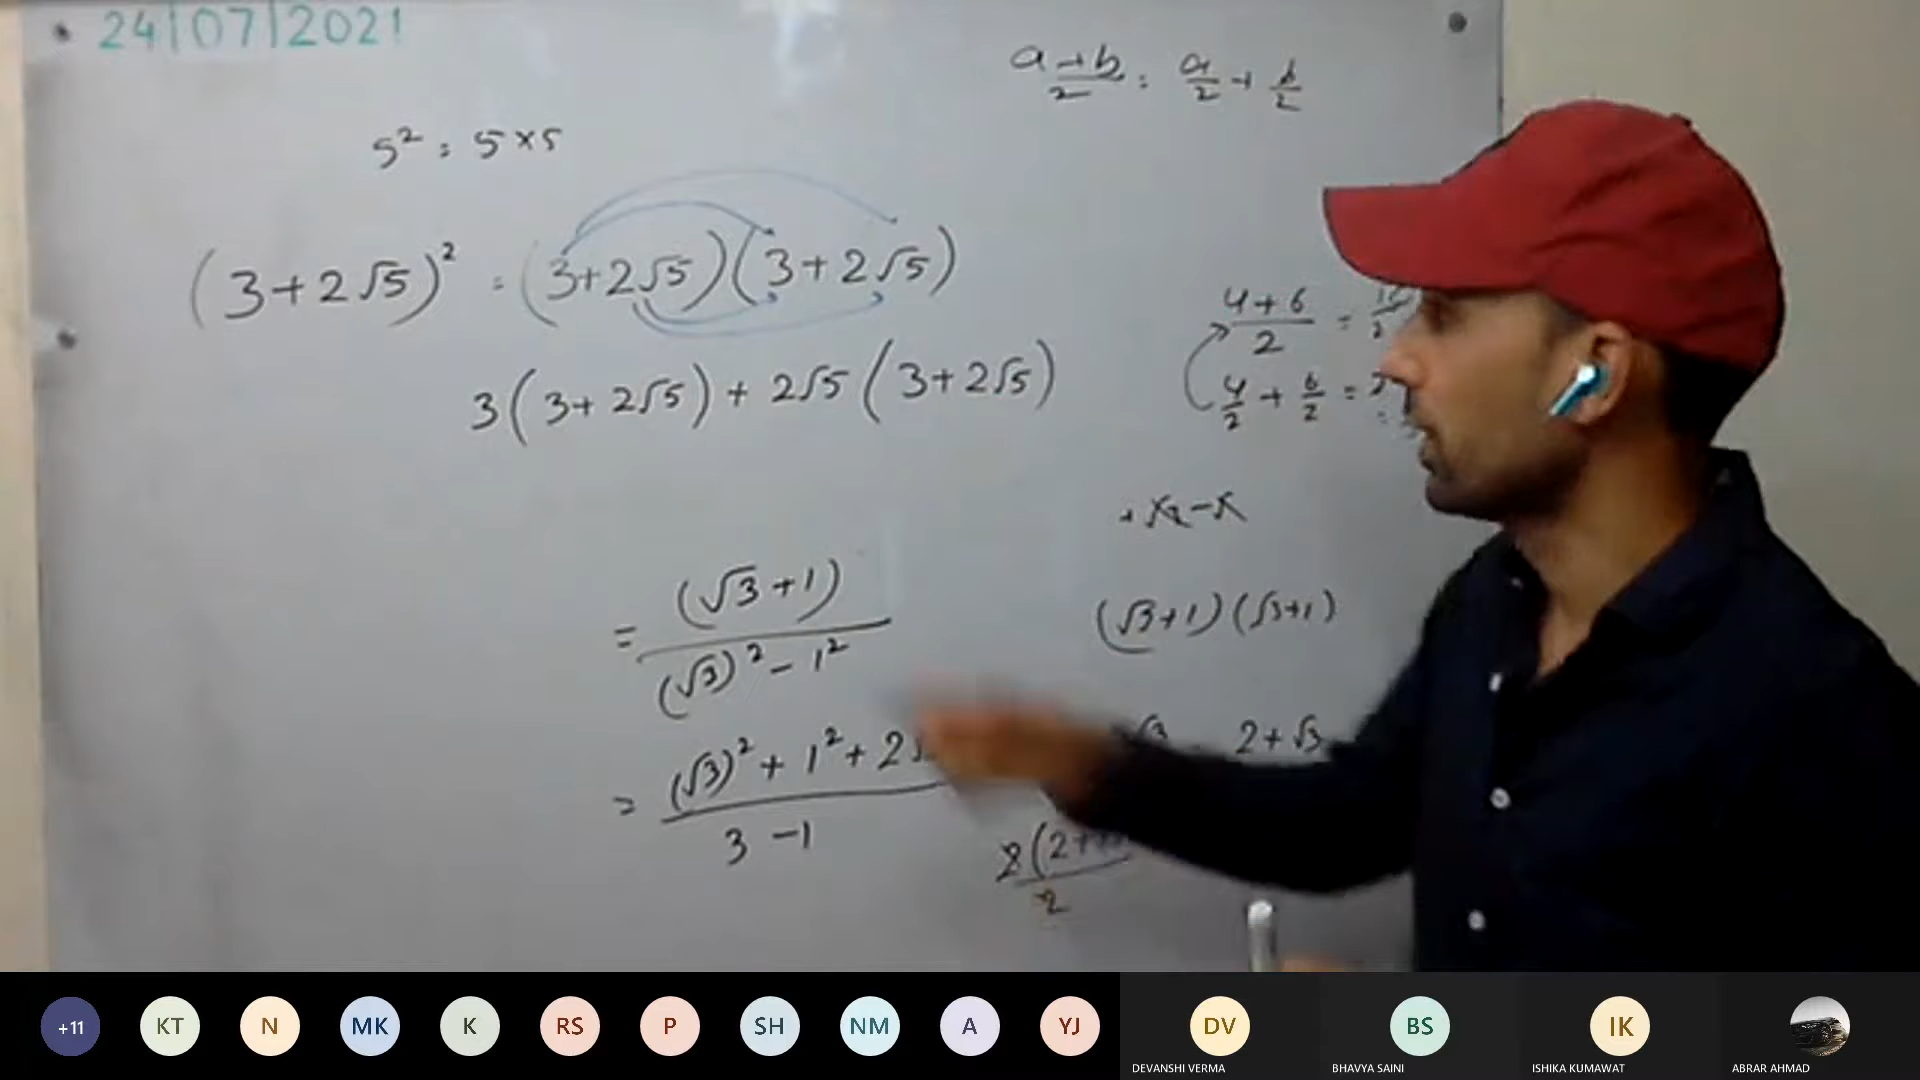 24/07/2021
a+b/2 = a/2 + b/2
5² = 5×5
(3+2√5)² = (3+2√5)(3+2√5)
3(3+2√5) + 2√5(3+2√5)
4+6/2 =
4/2 + 6/2 =
= (√3+1)/(√3)² - 1²
(√3+1)(√3+1)
= (√3)² + 1² + 2√
3 - 1
2+√3
2(2+
2
+11
KT
N
MK
K
RS
P
SH
NM
A
YJ
DV
BS
IK
DEVANSHI VERMA
BHAVYA SAINI
ISHIKA KUMAWAT
ABRAR AHMAD